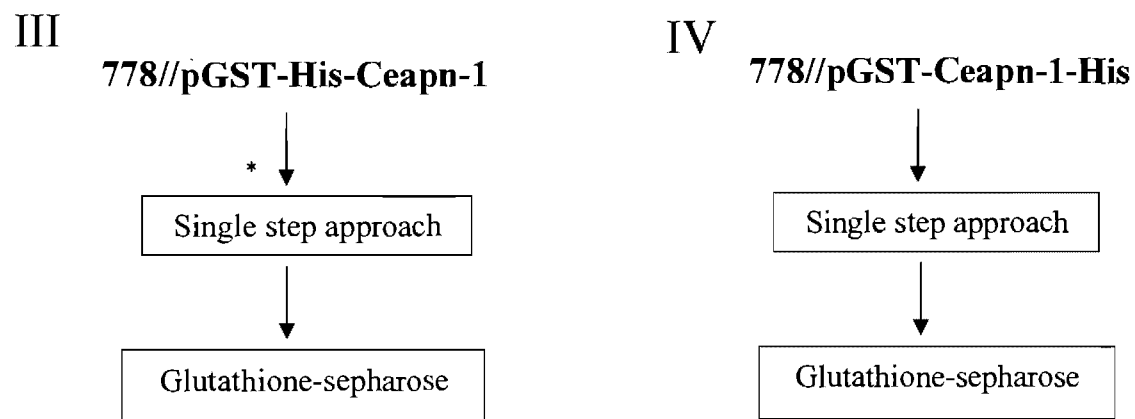 III
778//pGST-His-Ceapn-1
*
Single step approach
Glutathione-sepharose
IV
778//pGST-Ceapn-1-His
Single step approach
Glutathione-sepharose